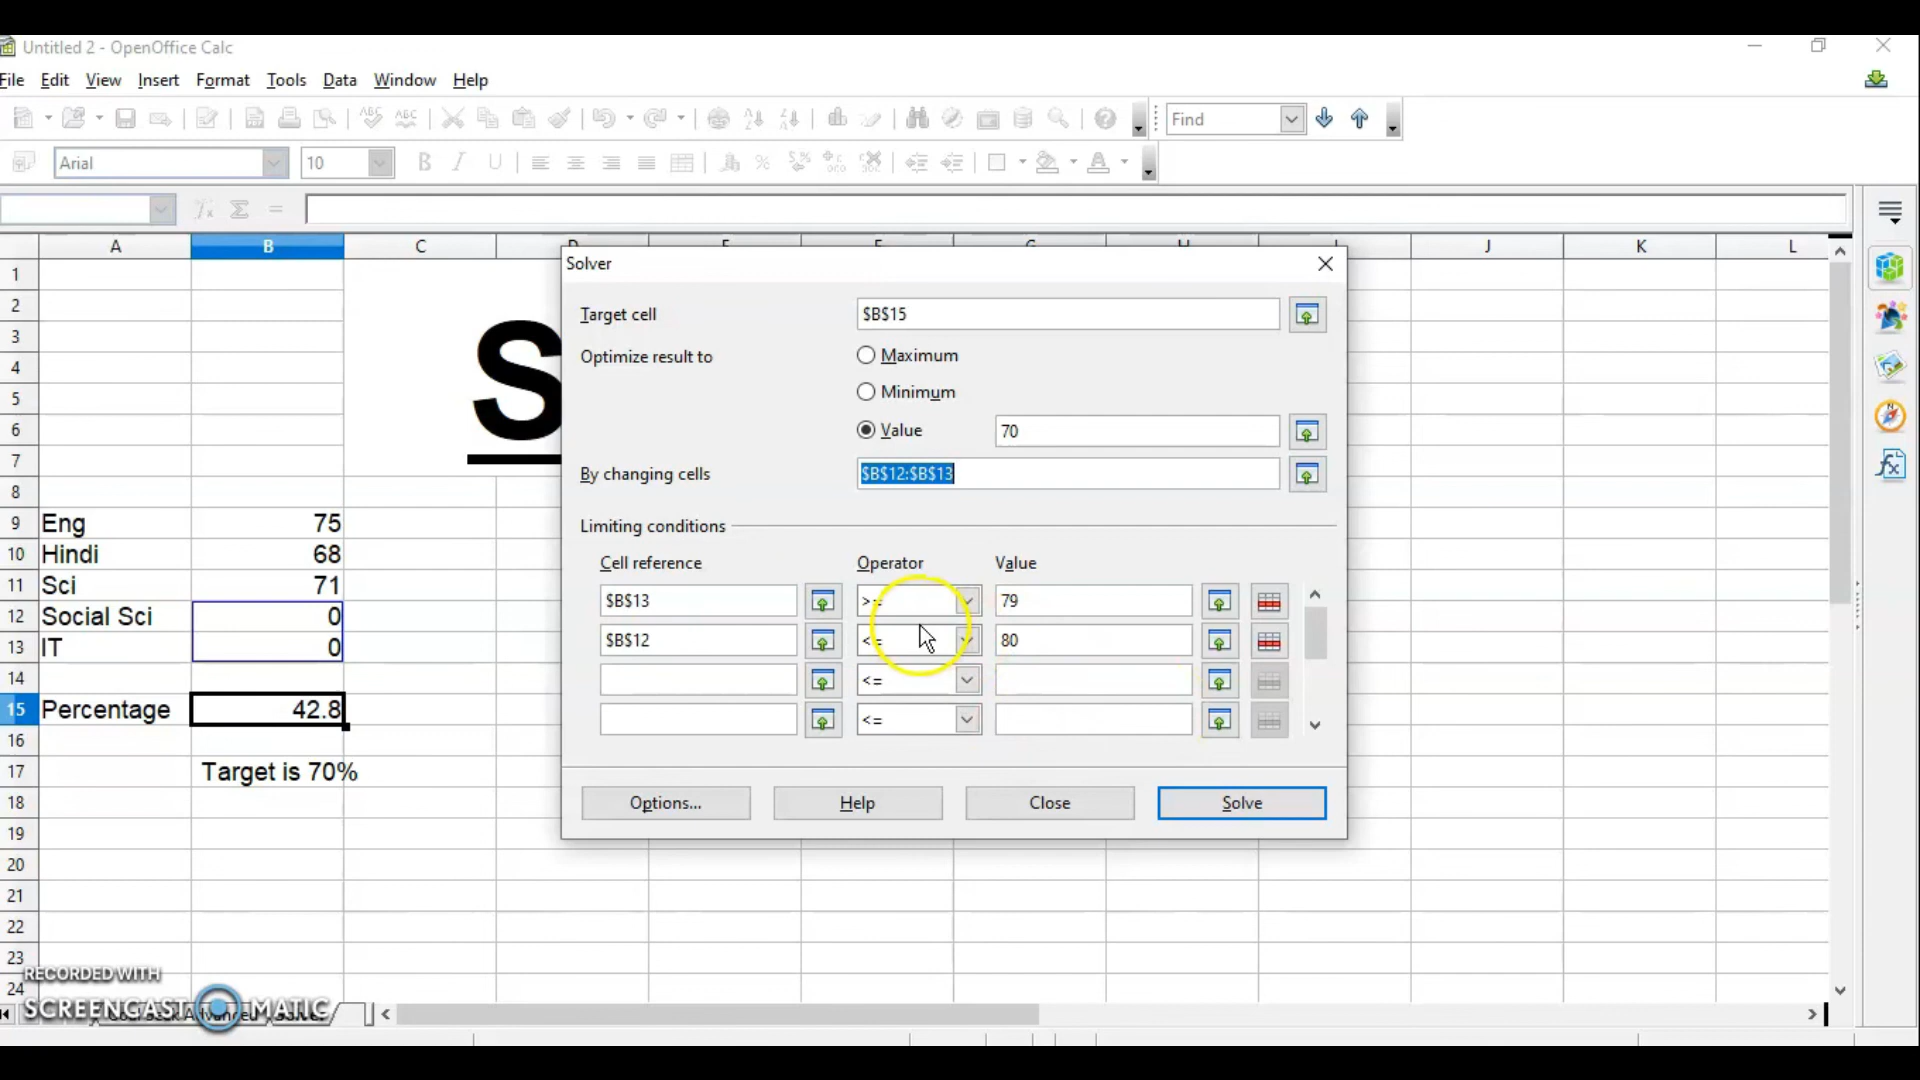 Untitled 2 - OpenOffice Calc
File Edit View Insert Format Tools Data Window Help
Find
Arial 10
A B C J K L
1
2
3
4
5
6
7
8
9 Eng 75
10 Hindi 68
11 Sci 71
12 Social Sci 0
13 IT 0
14
15 Percentage 42.8
16
17 Target is 70%
18
19
20
21
22
23
24
S
Solver
Target cell $B$15
Optimize result to Maximum
Minimum
Value 70
By changing cells $B$12:$B$13
Limiting conditions
Cell reference Operator Value
$B$13 >= 79
$B$12 <= 80
<=
<=
Options... Help Close Solve
RECORDED WITH
SCREENCAST MATIC